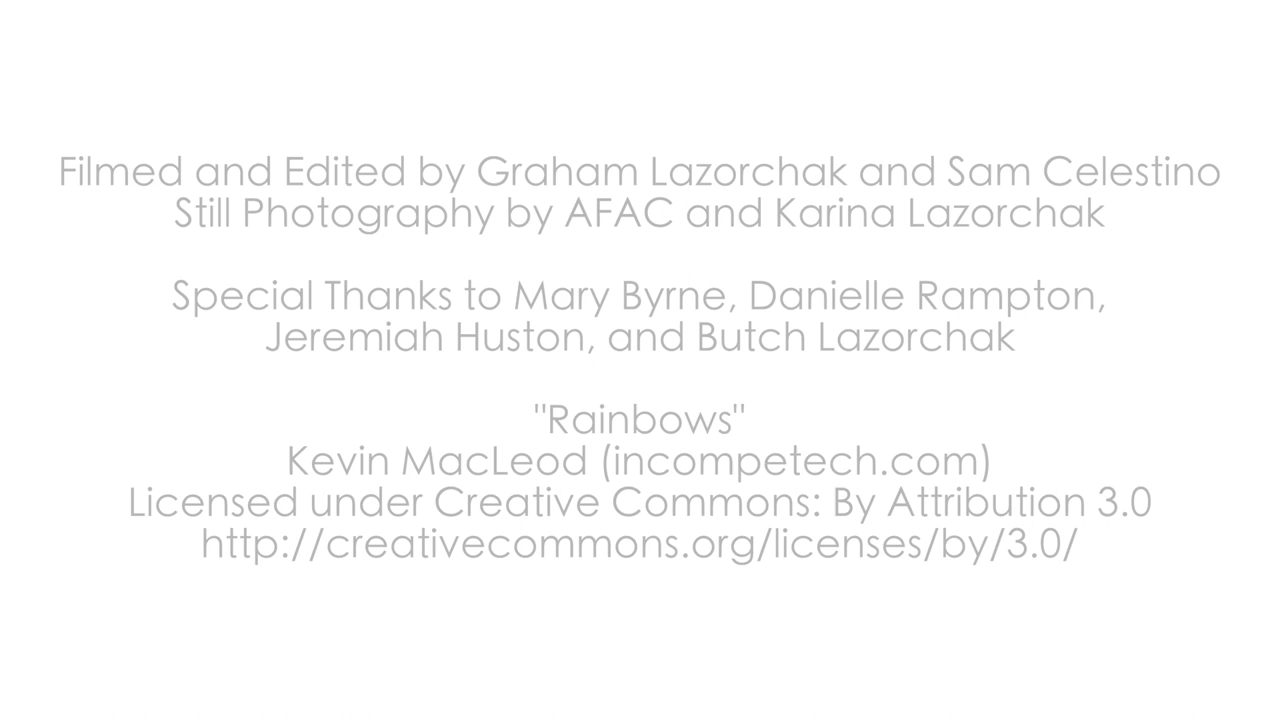 Filmed and Edited by Graham Lazorchak and Sam Celestino
Still Photography by AFAC and Karina Lazorchak
Special Thanks to Mary Byrne, Danielle Rampton,
Jeremiah Huston, and Butch Lazorchak
"Rainbows"
Kevin MacLeod (incompetech.com)
Licensed under Creative Commons: By Attribution 3.0
http://creativecommons.org/licenses/by/3.0/